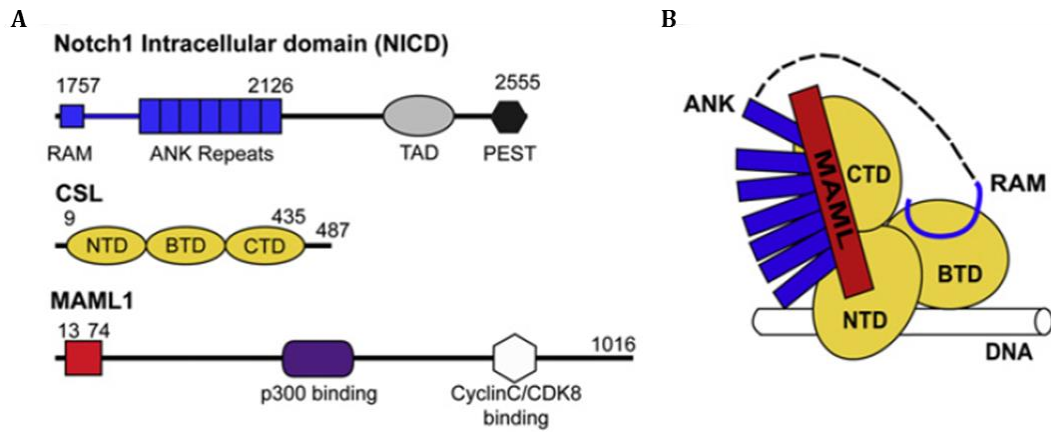 A
Notch1 Intracellular domain (NICD)
1757
2126
2555
RAM
ANK Repeats
TAD
PEST
CSL
9
435
487
NTD
BTD
CTD
MAML1
13 74
1016
p300 binding
CyclinC/CDK8
binding
B
ANK
MAML
CTD
RAM
BTD
NTD
DNA